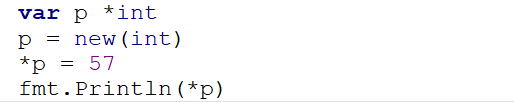 var p *int
p = new(int)
*p = 57
fmt.Println(*p)